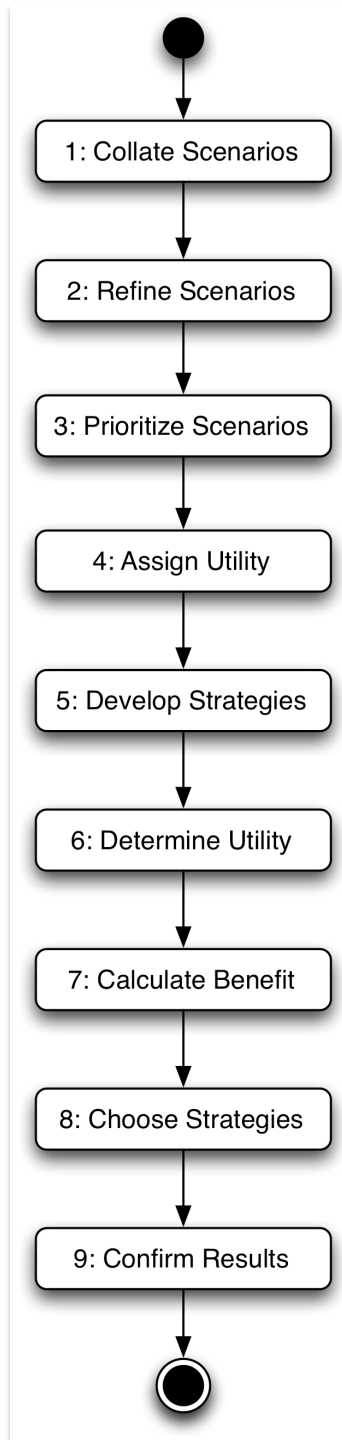 1: Collate Scenarios
2: Refine Scenarios
3: Prioritize Scenarios
4: Assign Utility
5: Develop Strategies
6: Determine Utility
7: Calculate Benefit
8: Choose Strategies
9: Confirm Results